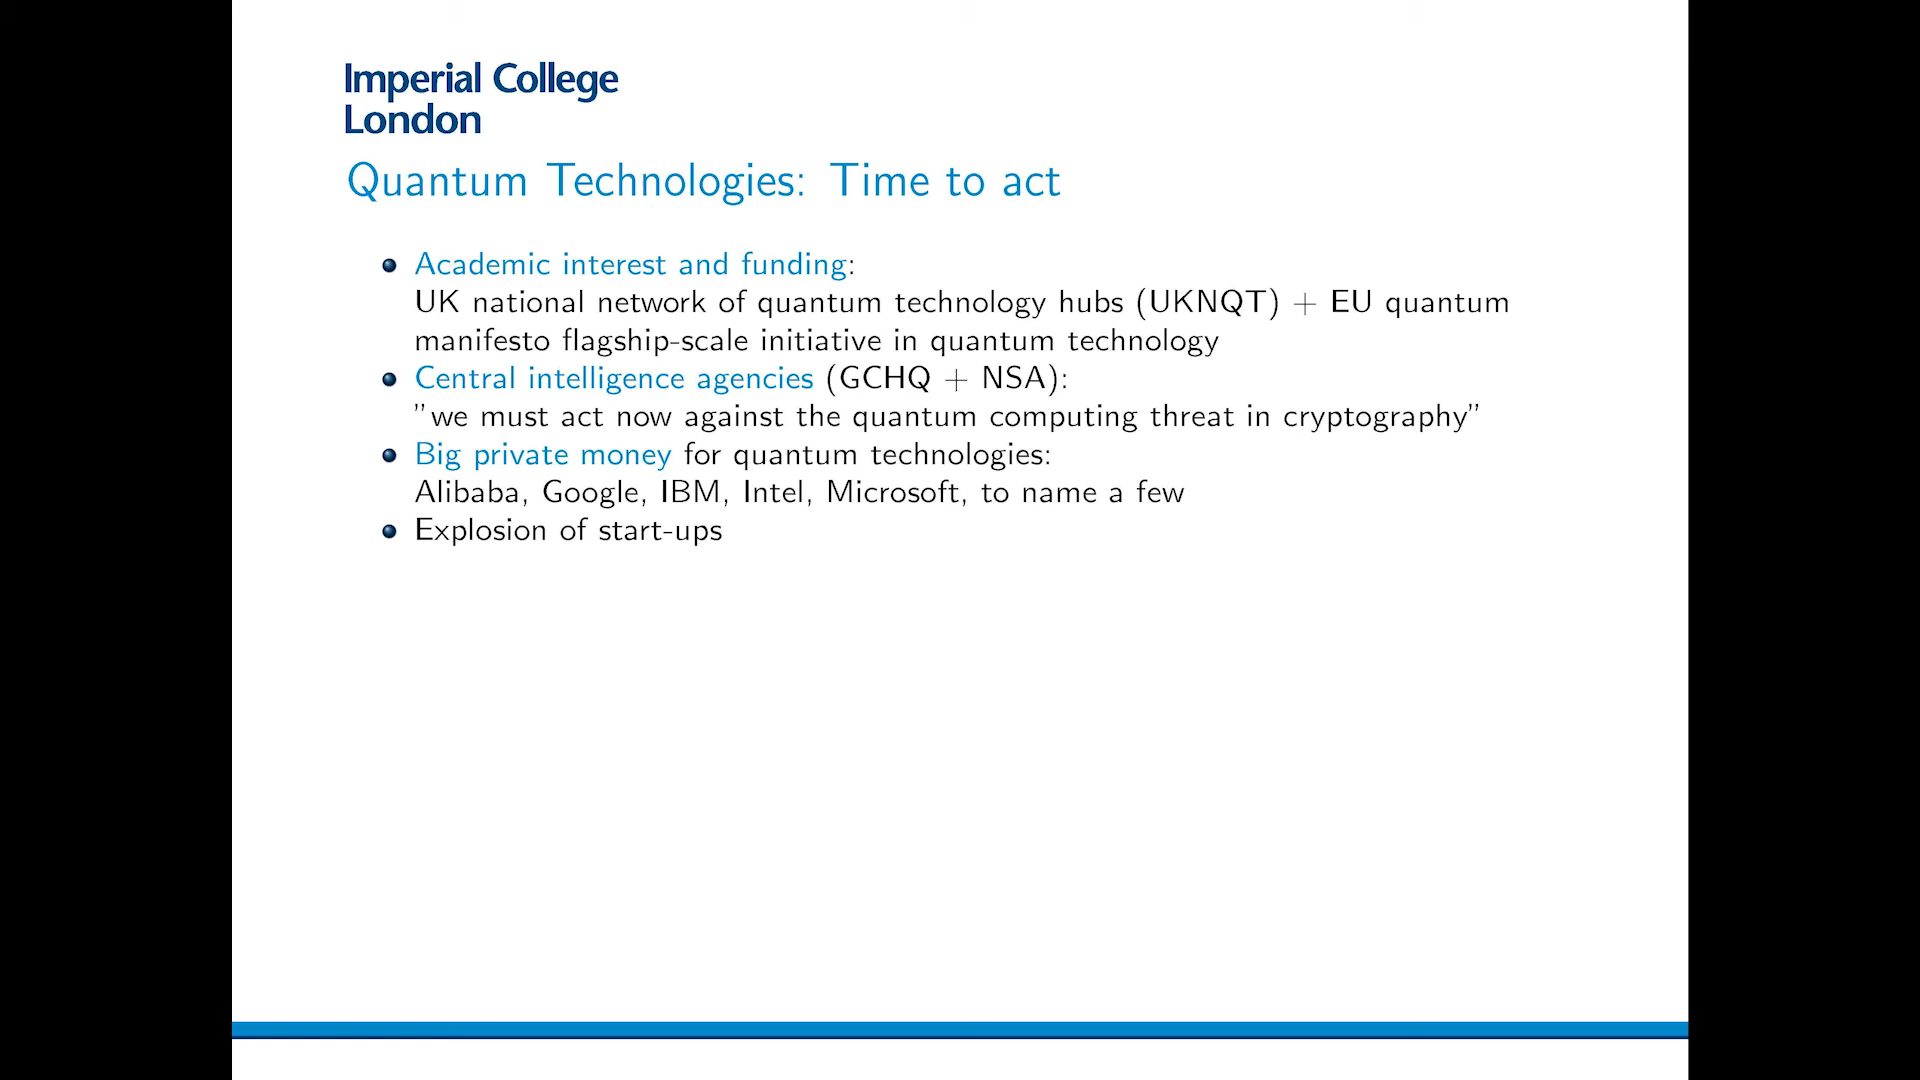 Imperial College
London
Quantum Technologies: Time to act
Academic interest and funding:
UK national network of quantum technology hubs (UKNQT) + EU quantum
manifesto flagship-scale initiative in quantum technology
Central intelligence agencies (GCHQ + NSA):
”we must act now against the quantum computing threat in cryptography”
Big private money for quantum technologies:
Alibaba, Google, IBM, Intel, Microsoft, to name a few
Explosion of start-ups